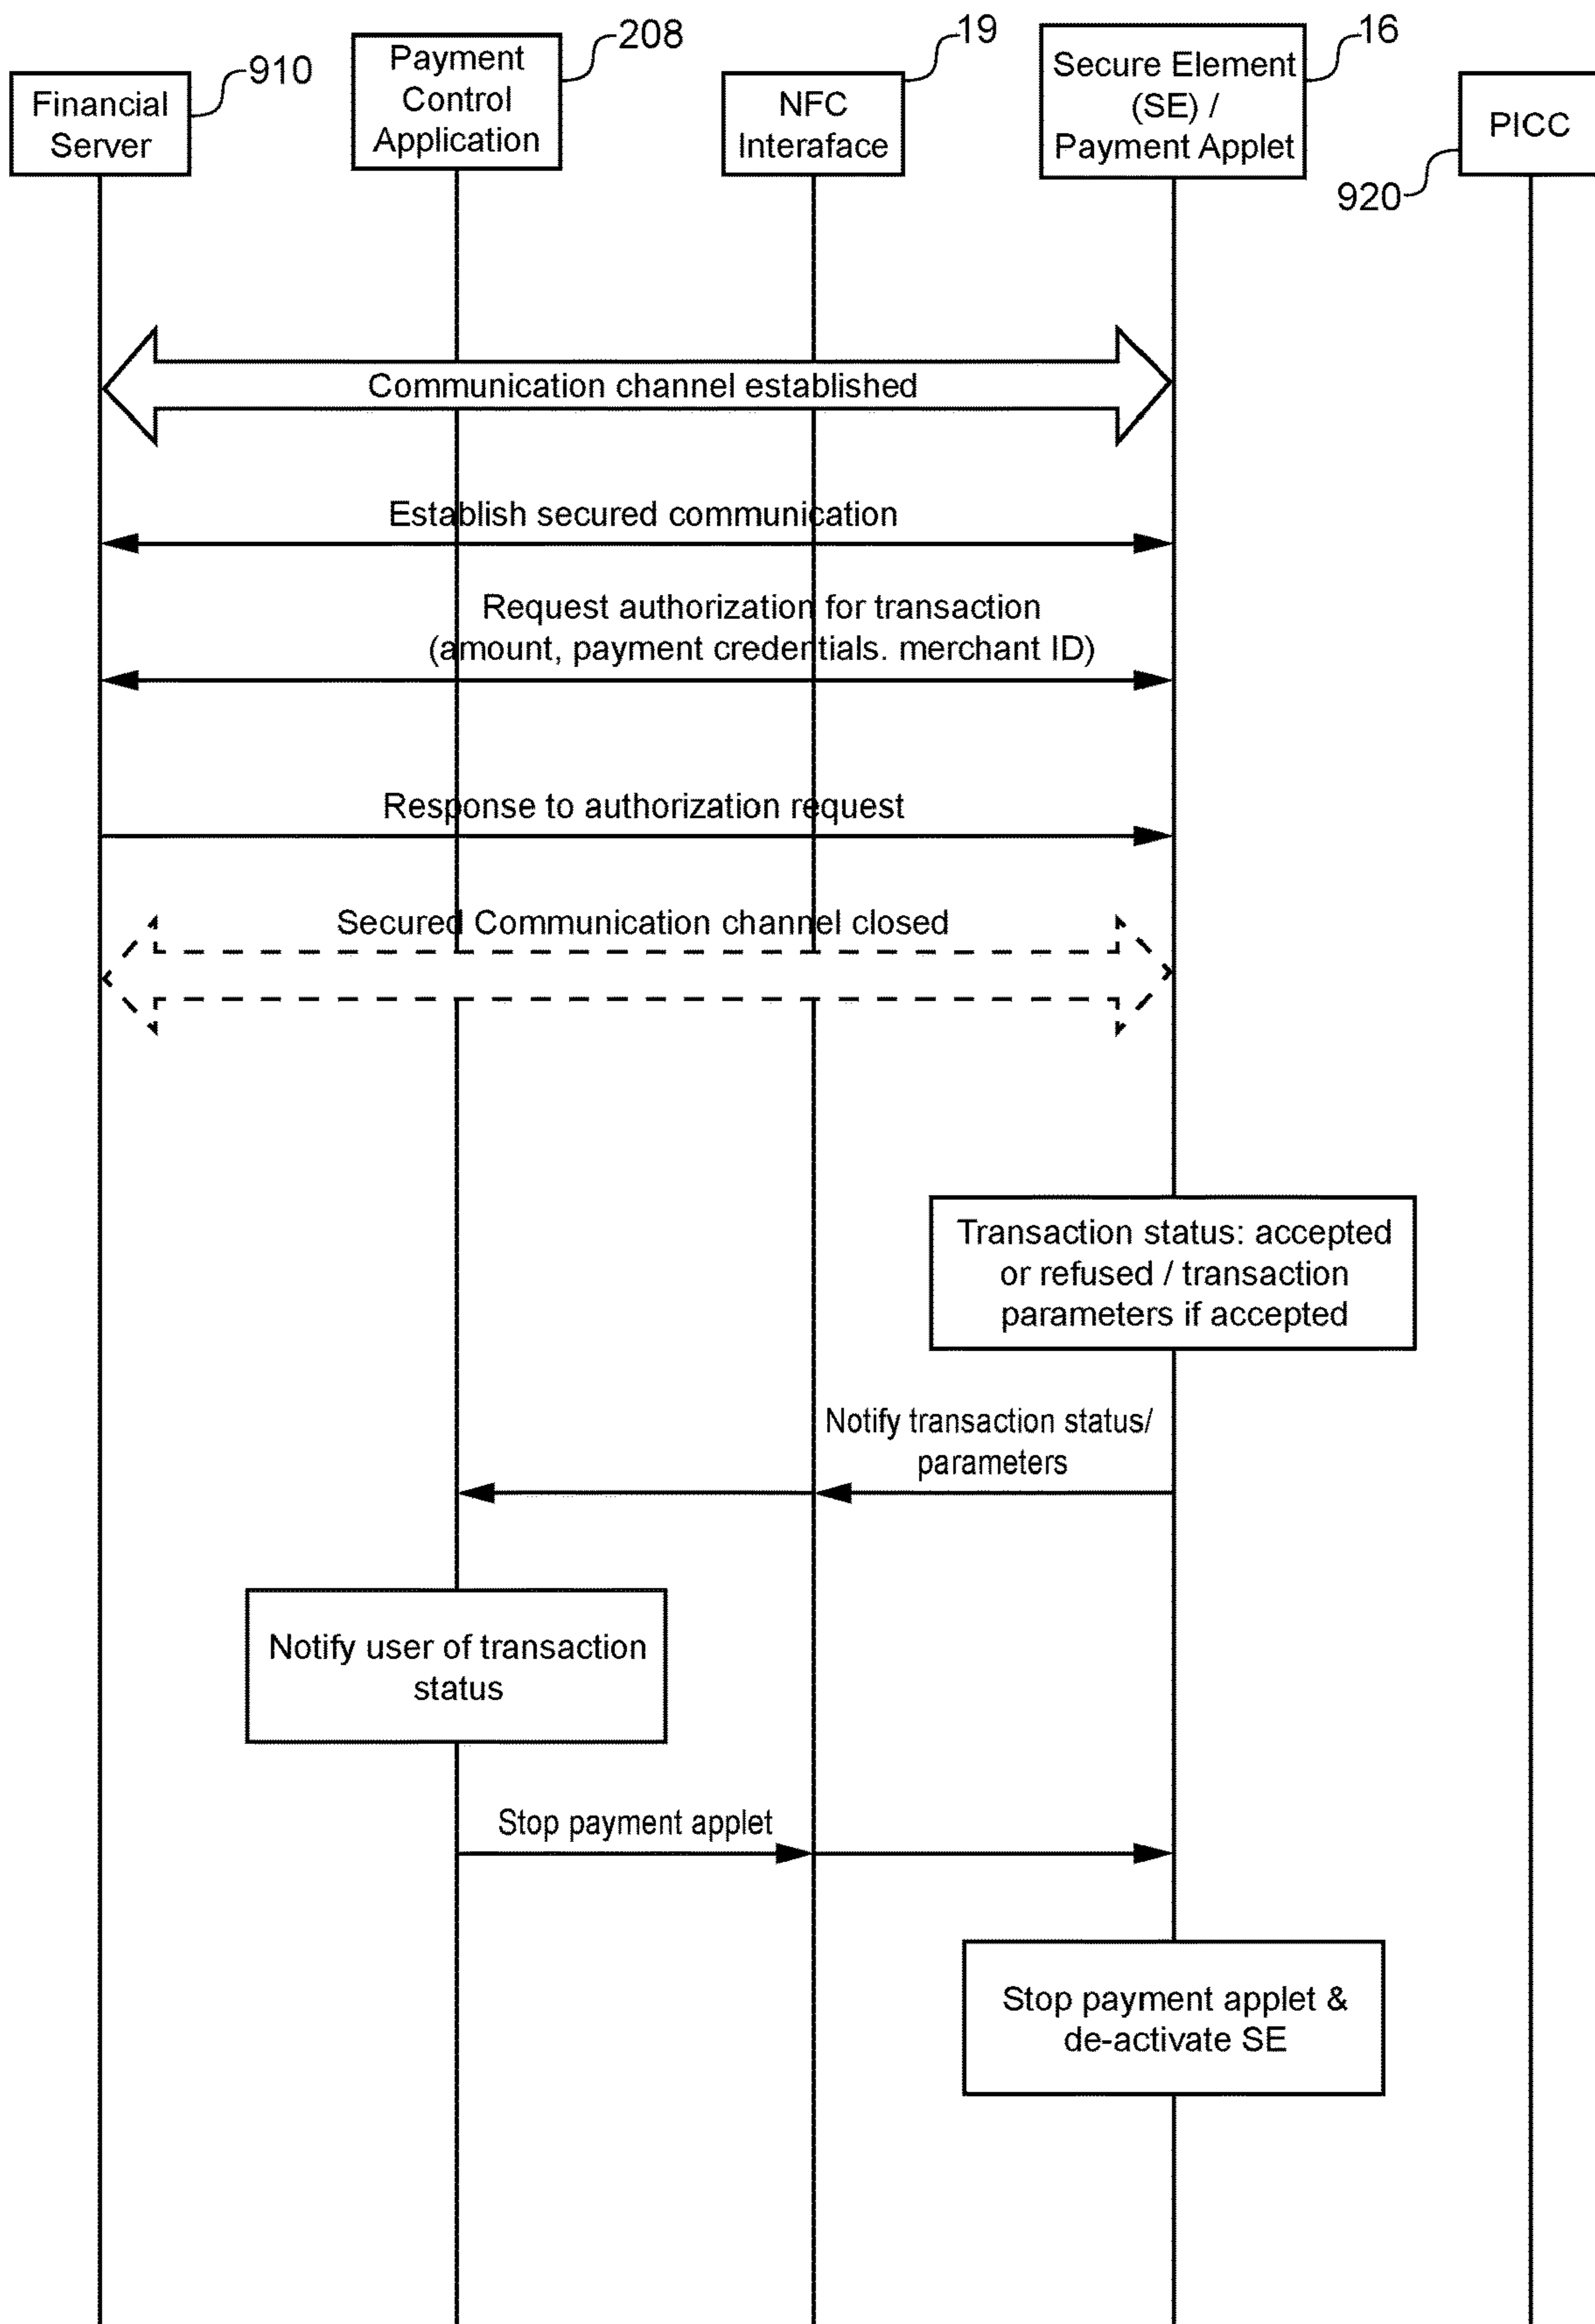 Financial
Server
910
Payment
Control
Application
208
NFC
Interaface
19
Secure Element
(SE) /
Payment Applet
16
PICC
920
Communication channel established
Establish secured communication
Request authorization for transaction
(amount, payment credentials. merchant ID)
Response to authorization request
Secured Communication channel closed
Transaction status: accepted
or refused / transaction
parameters if accepted
Notify transaction status/
parameters
Notify user of transaction
status
Stop payment applet
Stop payment applet &
de-activate SE